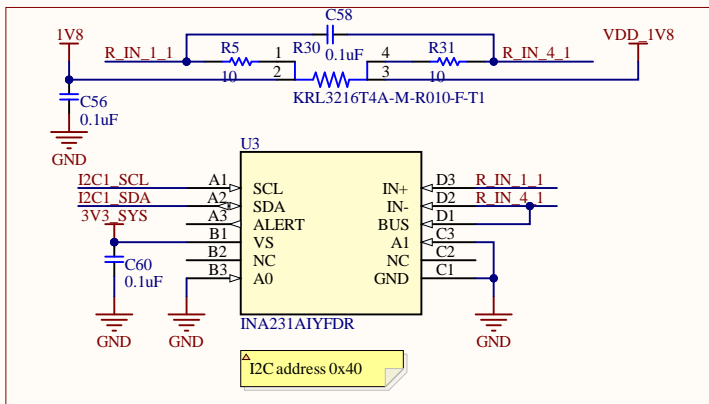 C58
1V8
VDD_1V8
R_IN_1_1
R5
R30
0.1uF
R31
R_IN_4_1
1
4
10
2
3
10
KRL3216T4A-M-R010-F-T1
C56
0.1uF
GND
U3
I2C1_SCL
A1
SCL
IN+
D3
R_IN_1_1
I2C1_SDA
A2
SDA
IN-
D2
R_IN_4_1
3V3_SYS
A3
ALERT
BUS
D1
B1
VS
A1
C3
B2
NC
NC
C2
C60
0.1uF
B3
A0
GND
C1
GND
GND
INA231AIYFDR
GND
I2C address 0x40